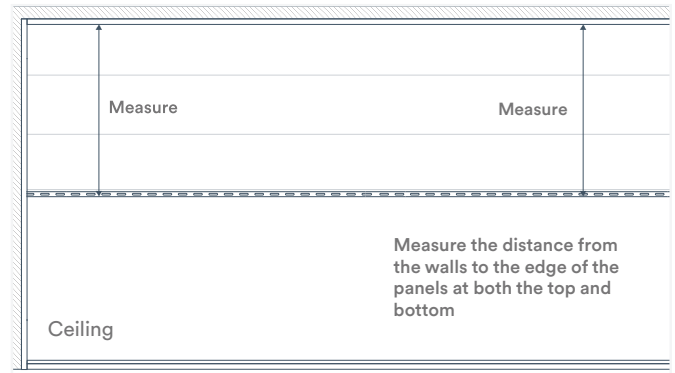 Measure
Measure
Measure the distance from
the walls to the edge of the
panels at both the top and
bottom
Ceiling